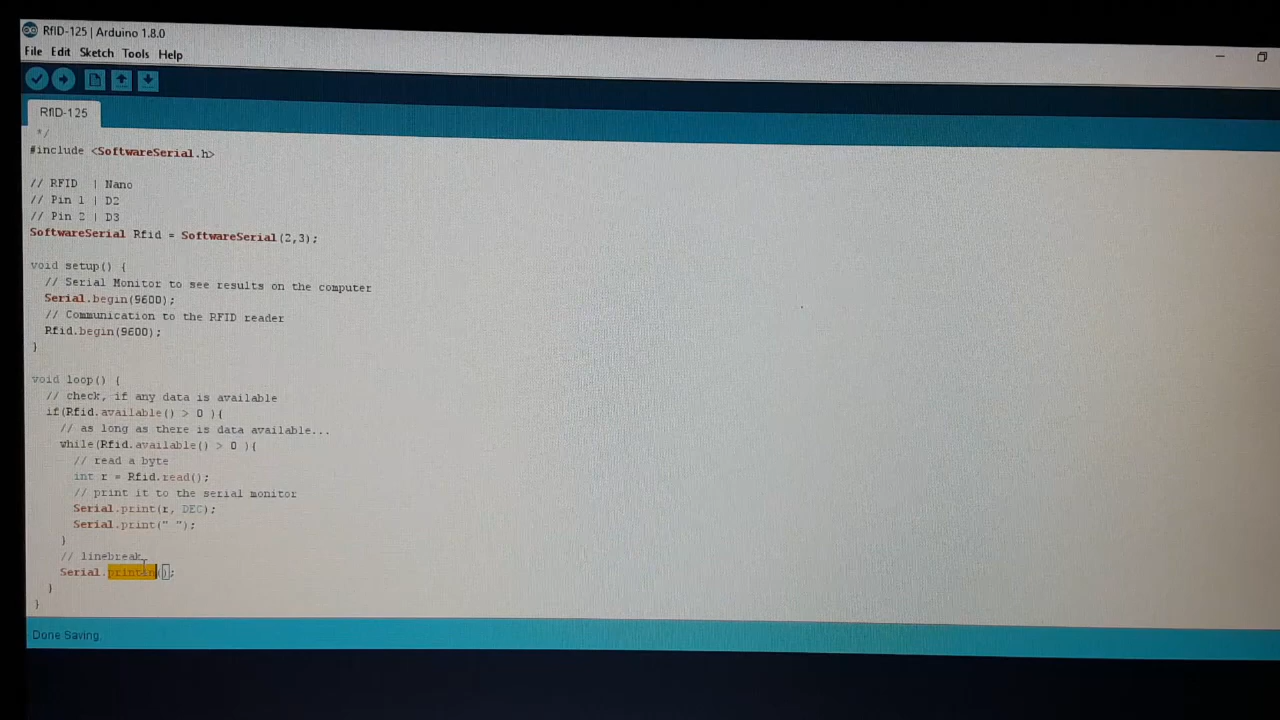 RfID-125 | Arduino 1.8.0
File Edit Sketch Tools Help
RfID-125
*/
#include <SoftwareSerial.h>
// RFID | Nano
// Pin 1 | D2
// Pin 2 | D3
SoftwareSerial Rfid = SoftwareSerial(2,3);
void setup() {
// Serial Monitor to see results on the computer
Serial.begin(9600);
// Communication to the RFID reader
Rfid.begin(9600);
}
void loop() {
// check, if any data is available
if(Rfid.available() > 0 ){
// as long as there is data available...
while(Rfid.available() > 0 ){
// read a byte
int r = Rfid.read();
// print it to the serial monitor
Serial.print(r, DEC);
Serial.print(" ");
}
// linebreak
Serial.println();
}
}
Done Saving.